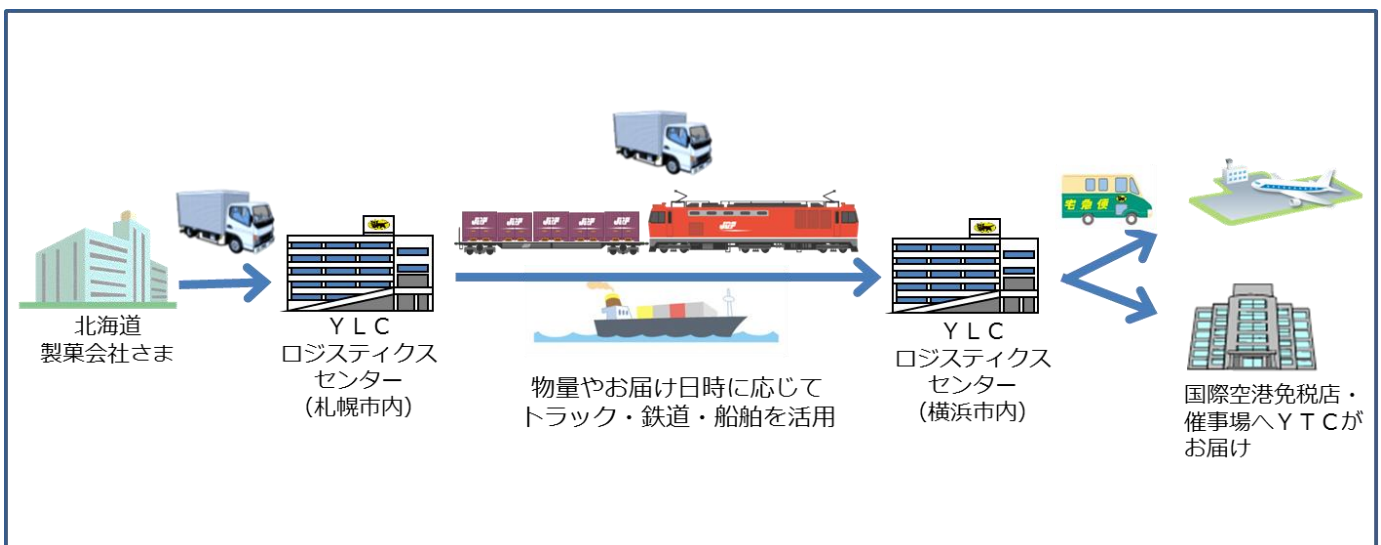 北海道
製菓会社さま
ＹＬＣ
ロジスティクス
センター
（札幌市内）
物量やお届け日時に応じて
トラック・鉄道・船舶を活用
ＹＬＣ
ロジスティクス
センター
（横浜市内）
宅急便
国際空港免税店・
催事場へＹＴＣが
お届け